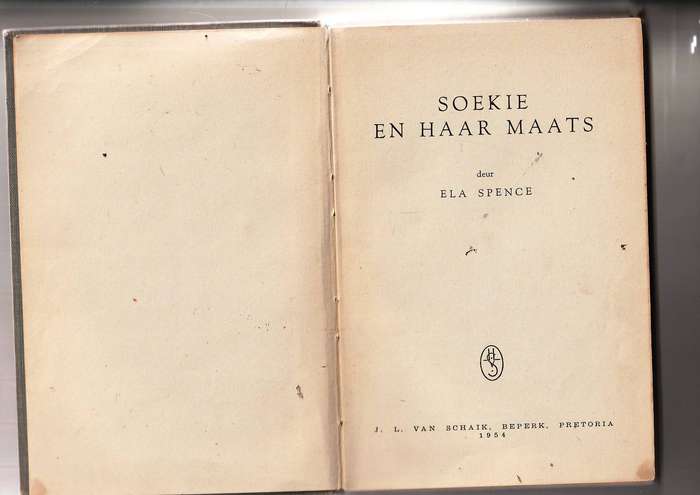 SOEKIE
EN HAAR MAATS
deur
ELA SPENCE
J. L. VAN SCHAIK, BEPERK, PRETORIA
1954